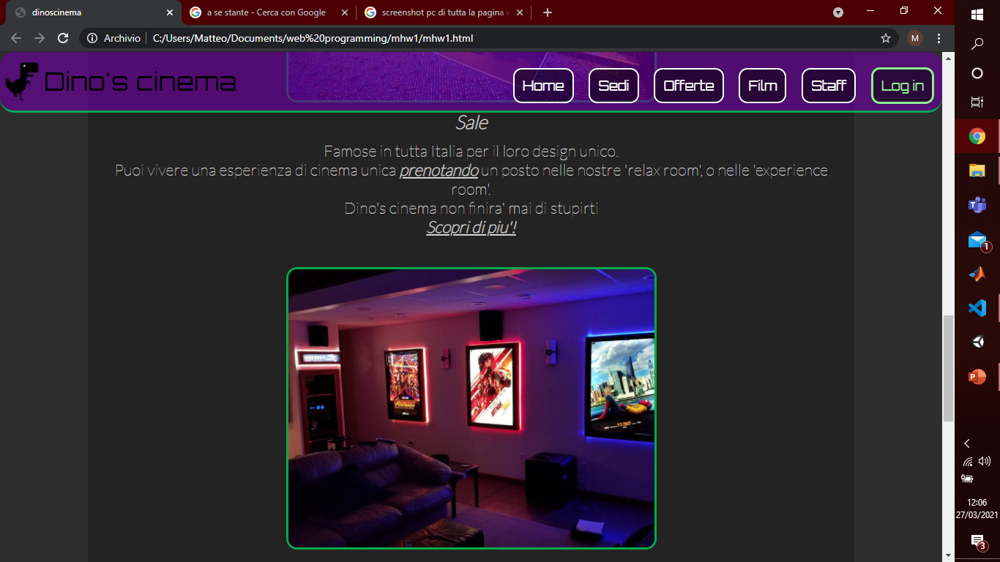 dinoscinema
a se stante - Cerca con Google
screenshot pc di tutta la pagina
Archivio
C:/Users/Matteo/Documents/web%20programming/mhw1/mhw1.html
M
Dino's cinema
Home
Sedi
Offerte
Film
Staff
Log in
Sale
Famose in tutta Italia per il loro design unico.
Puoi vivere una esperienza di cinema unica prenotando un posto nelle nostre 'relax room', o nelle 'experience
room'.
Dino's cinema non finira' mai di stupirti
Scopri di piu'!
1
12:06
27/03/2021
3